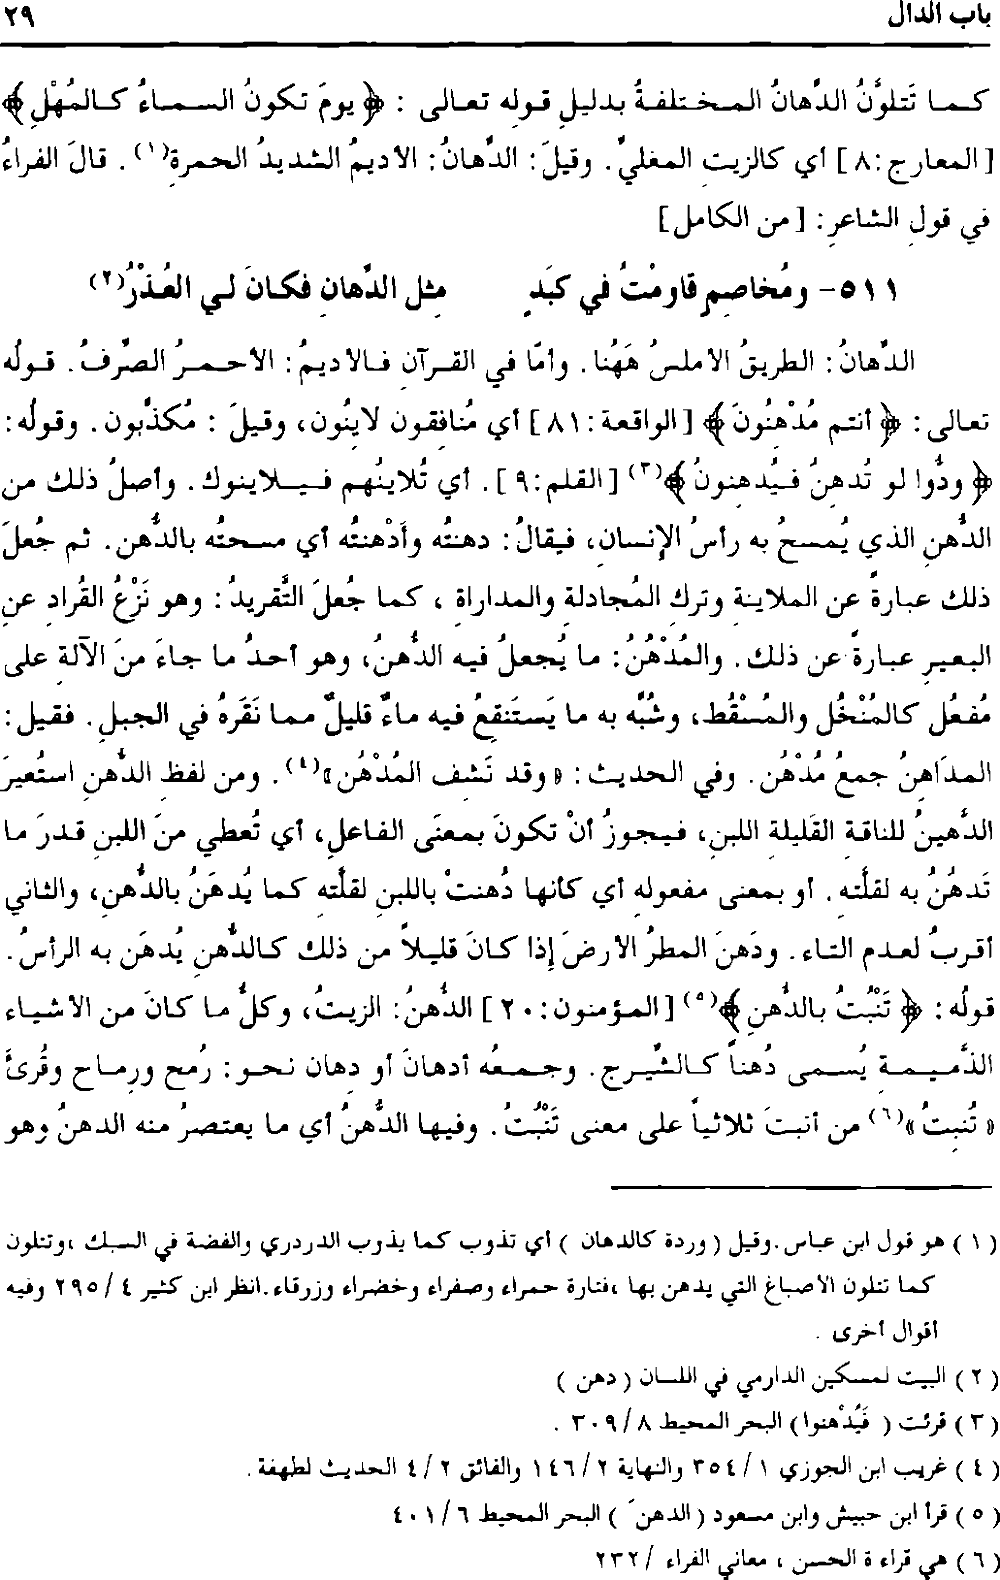 باب الدال ٢٩
كما تَتلوَّنُ الدِّهانُ المختلفةُ بدليلِ قوله تعالى : ﴿ يومَ تكونُ السماءُ كالمُهْلِ ﴾
[ المعارج : ٨ ] أي كالزيتِ المغليِّ . وقيلَ : الدِّهانُ : الأديمُ الشديدُ الحمرةِ(١) . قالَ الفراءُ
في قولِ الشاعرِ : [ من الكامل ]
٥١١- ومُخاصمٍ قاومْتُ في كبَدٍ مثل الدِّهانِ فكانَ لي العُذْرُ(٢)
الدِّهانُ : الطريقُ الأملسُ هَهُنا . وأمّا في القرآنِ فالأديمُ : الأحمرُ الصِّرفُ . قولُه
تعالى : ﴿ أنتم مُدْهنُونَ ﴾ [ الواقعة : ٨١ ] أي مُنافِقون لايِنُون، وقيلَ : مُكذِّبون . وقولُه :
﴿ ودُّوا لو تُدهنُ فيُدهِنونُ ﴾(٣) [ القلم : ٩ ] . أي تُلاينُهم فيلاينوك . وأصلُ ذلك من
الدُّهنِ الذي يُمسحُ به رأسُ الإنسانِ، فيقالُ : دهنتُه وأَدْهنتُه أي مسحتُه بالدُّهنِ . ثم جُعلَ
ذلك عبارةً عن الملاينةِ وتركِ المُجادلةِ والمداراةِ ، كما جُعلَ التَّقريدُ : وهو نَزْعُ القُرادِ عنِ
البعيرِ عبارةً عن ذلك . والمُدْهُنُ : ما يُجعلُ فيه الدُّهنُ، وهو أحدُ ما جاءَ منَ الآلةِ على
مُفعُل كالمُنْخُل والمُسْقُط، وشُبِّه به ما يَستَنقعُ فيه ماءٌ قليلٌ مما نَقَرَهُ في الجبلِ . فقيل :
المدَاهنُ جمعُ مُدْهُن . وفي الحديث : « وقد نَشِف المُدْهُن »(٤) . ومن لفظِ الدُّهنِ استُعيرَ
الدَّهينُ للناقةِ القَليلةِ اللبنِ، فيجوزُ أنْ تكونَ بمعنَى الفاعلِ، أي تُعطي منَ اللبنِ قدرَ ما
تَدهُنُ به لقلَّته . أو بمعنى مفعوله أي كأنها دُهنتْ باللبنِ لقلَّتهِ كما يُدهَنُ بالدُّهنِ، والثاني
أقربُ لعدم التاء . ودَهنَ المطرُ الأرضَ إذا كانَ قليلاً من ذلك كالدُّهنِ يُدهَن به الرأسُ .
قولُه : ﴿ تَنْبُتُ بالدُّهنِ ﴾(٥) [ المؤمنون : ٢٠ ] الدُّهنُ : الزيتُ، وكلُّ ما كانَ من الأشياء
الدَّميمةِ يُسمى دُهناً كالشَّيرج . وجمعُه أدهانَ أو دهان نحو : رُمح ورِماح وقُرئَ
« تُنبِتُ »(٦) من أنبتَ ثلاثياً على معنى تَنْبُتُ . وفيها الدُّهنُ أي ما يعتصرُ منه الدهنُ وهو
( ١ ) هو قول ابن عباس .وقيل ( وردة كالدهان ) أي تذوب كما يذوب الدردري والفضة في السبك ،وتتلون
كما تتلون الأصباغ التي يدهن بها ،فتارة حمراء وصفراء وخضراء وزرقاء .انظر ابن كثير ٤ / ٢٩٥ وفيه
أقوال أخرى .
( ٢ ) البيت لمسكين الدارمي في اللسان ( دهن )
( ٣ ) قرئت ( فَيُدْهنوا ) البحر المحيط ٨ / ٣٠٩ .
( ٤ ) غريب ابن الجوزي ١ / ٣٥٤ والنهاية ٢ / ١٤٦ والفائق ٢ / ٤ الحديث لطهفة .
( ٥ ) قرأ ابن حبيش وابن مسعود ( الدهنَ ) البحر المحيط ٦ / ٤٠١
( ٦ ) هي قراءة الحسن ، معاني الفراء / ٢٣٢